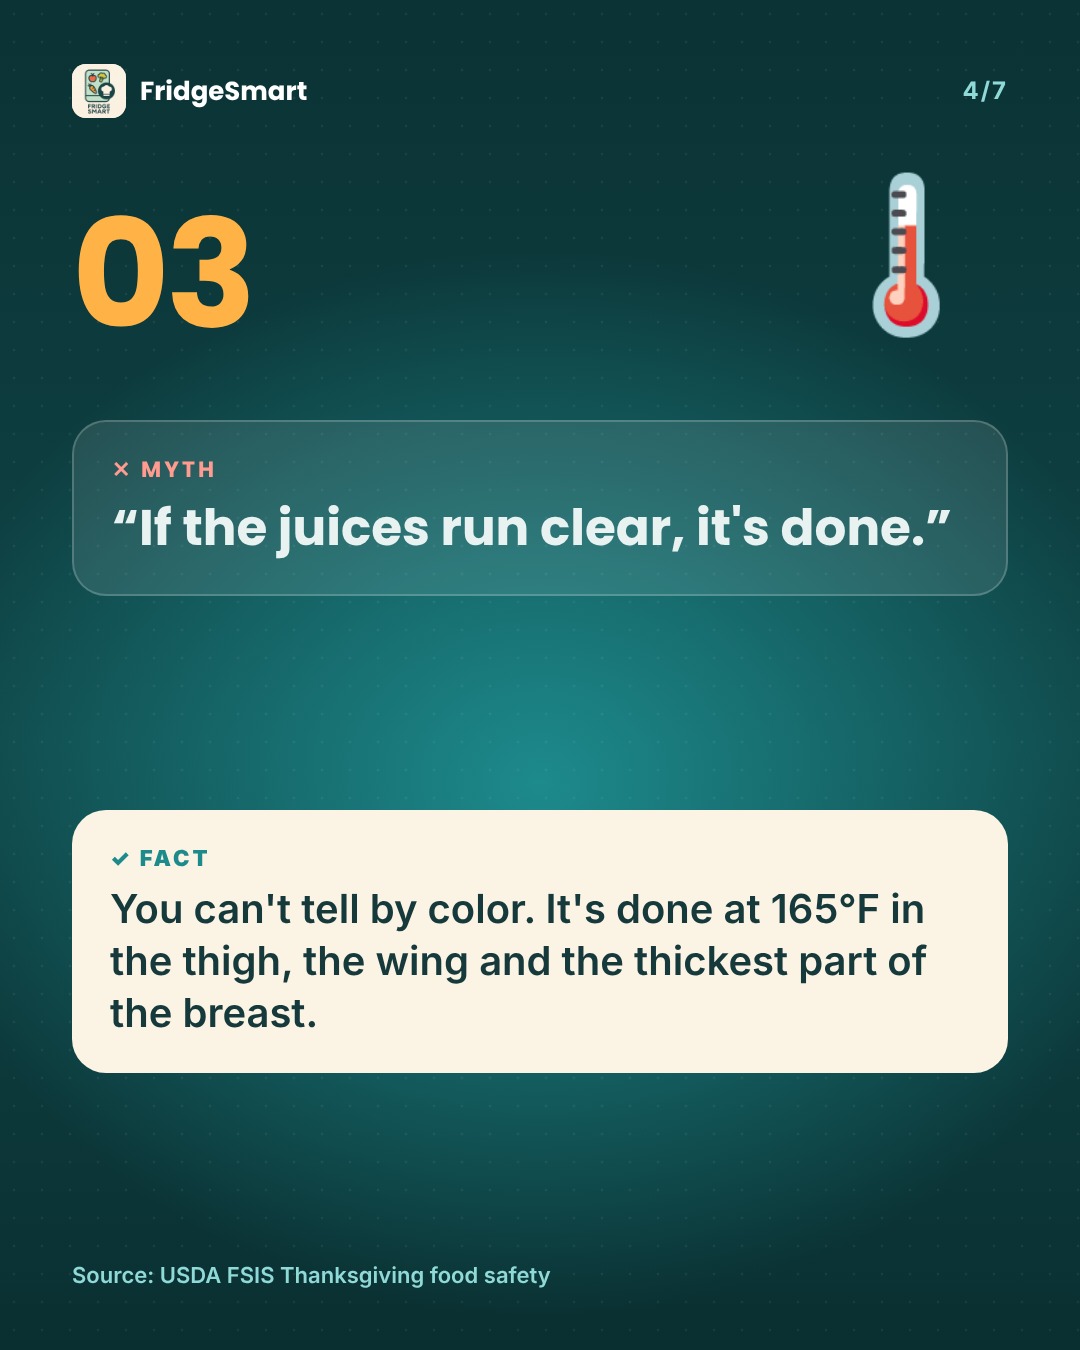 FRIDGE
SMART
FridgeSmart
4/7
03
✕ MYTH
“If the juices run clear, it's done.”
✓ FACT
You can't tell by color. It's done at 165°F in
the thigh, the wing and the thickest part of
the breast.
Source: USDA FSIS Thanksgiving food safety